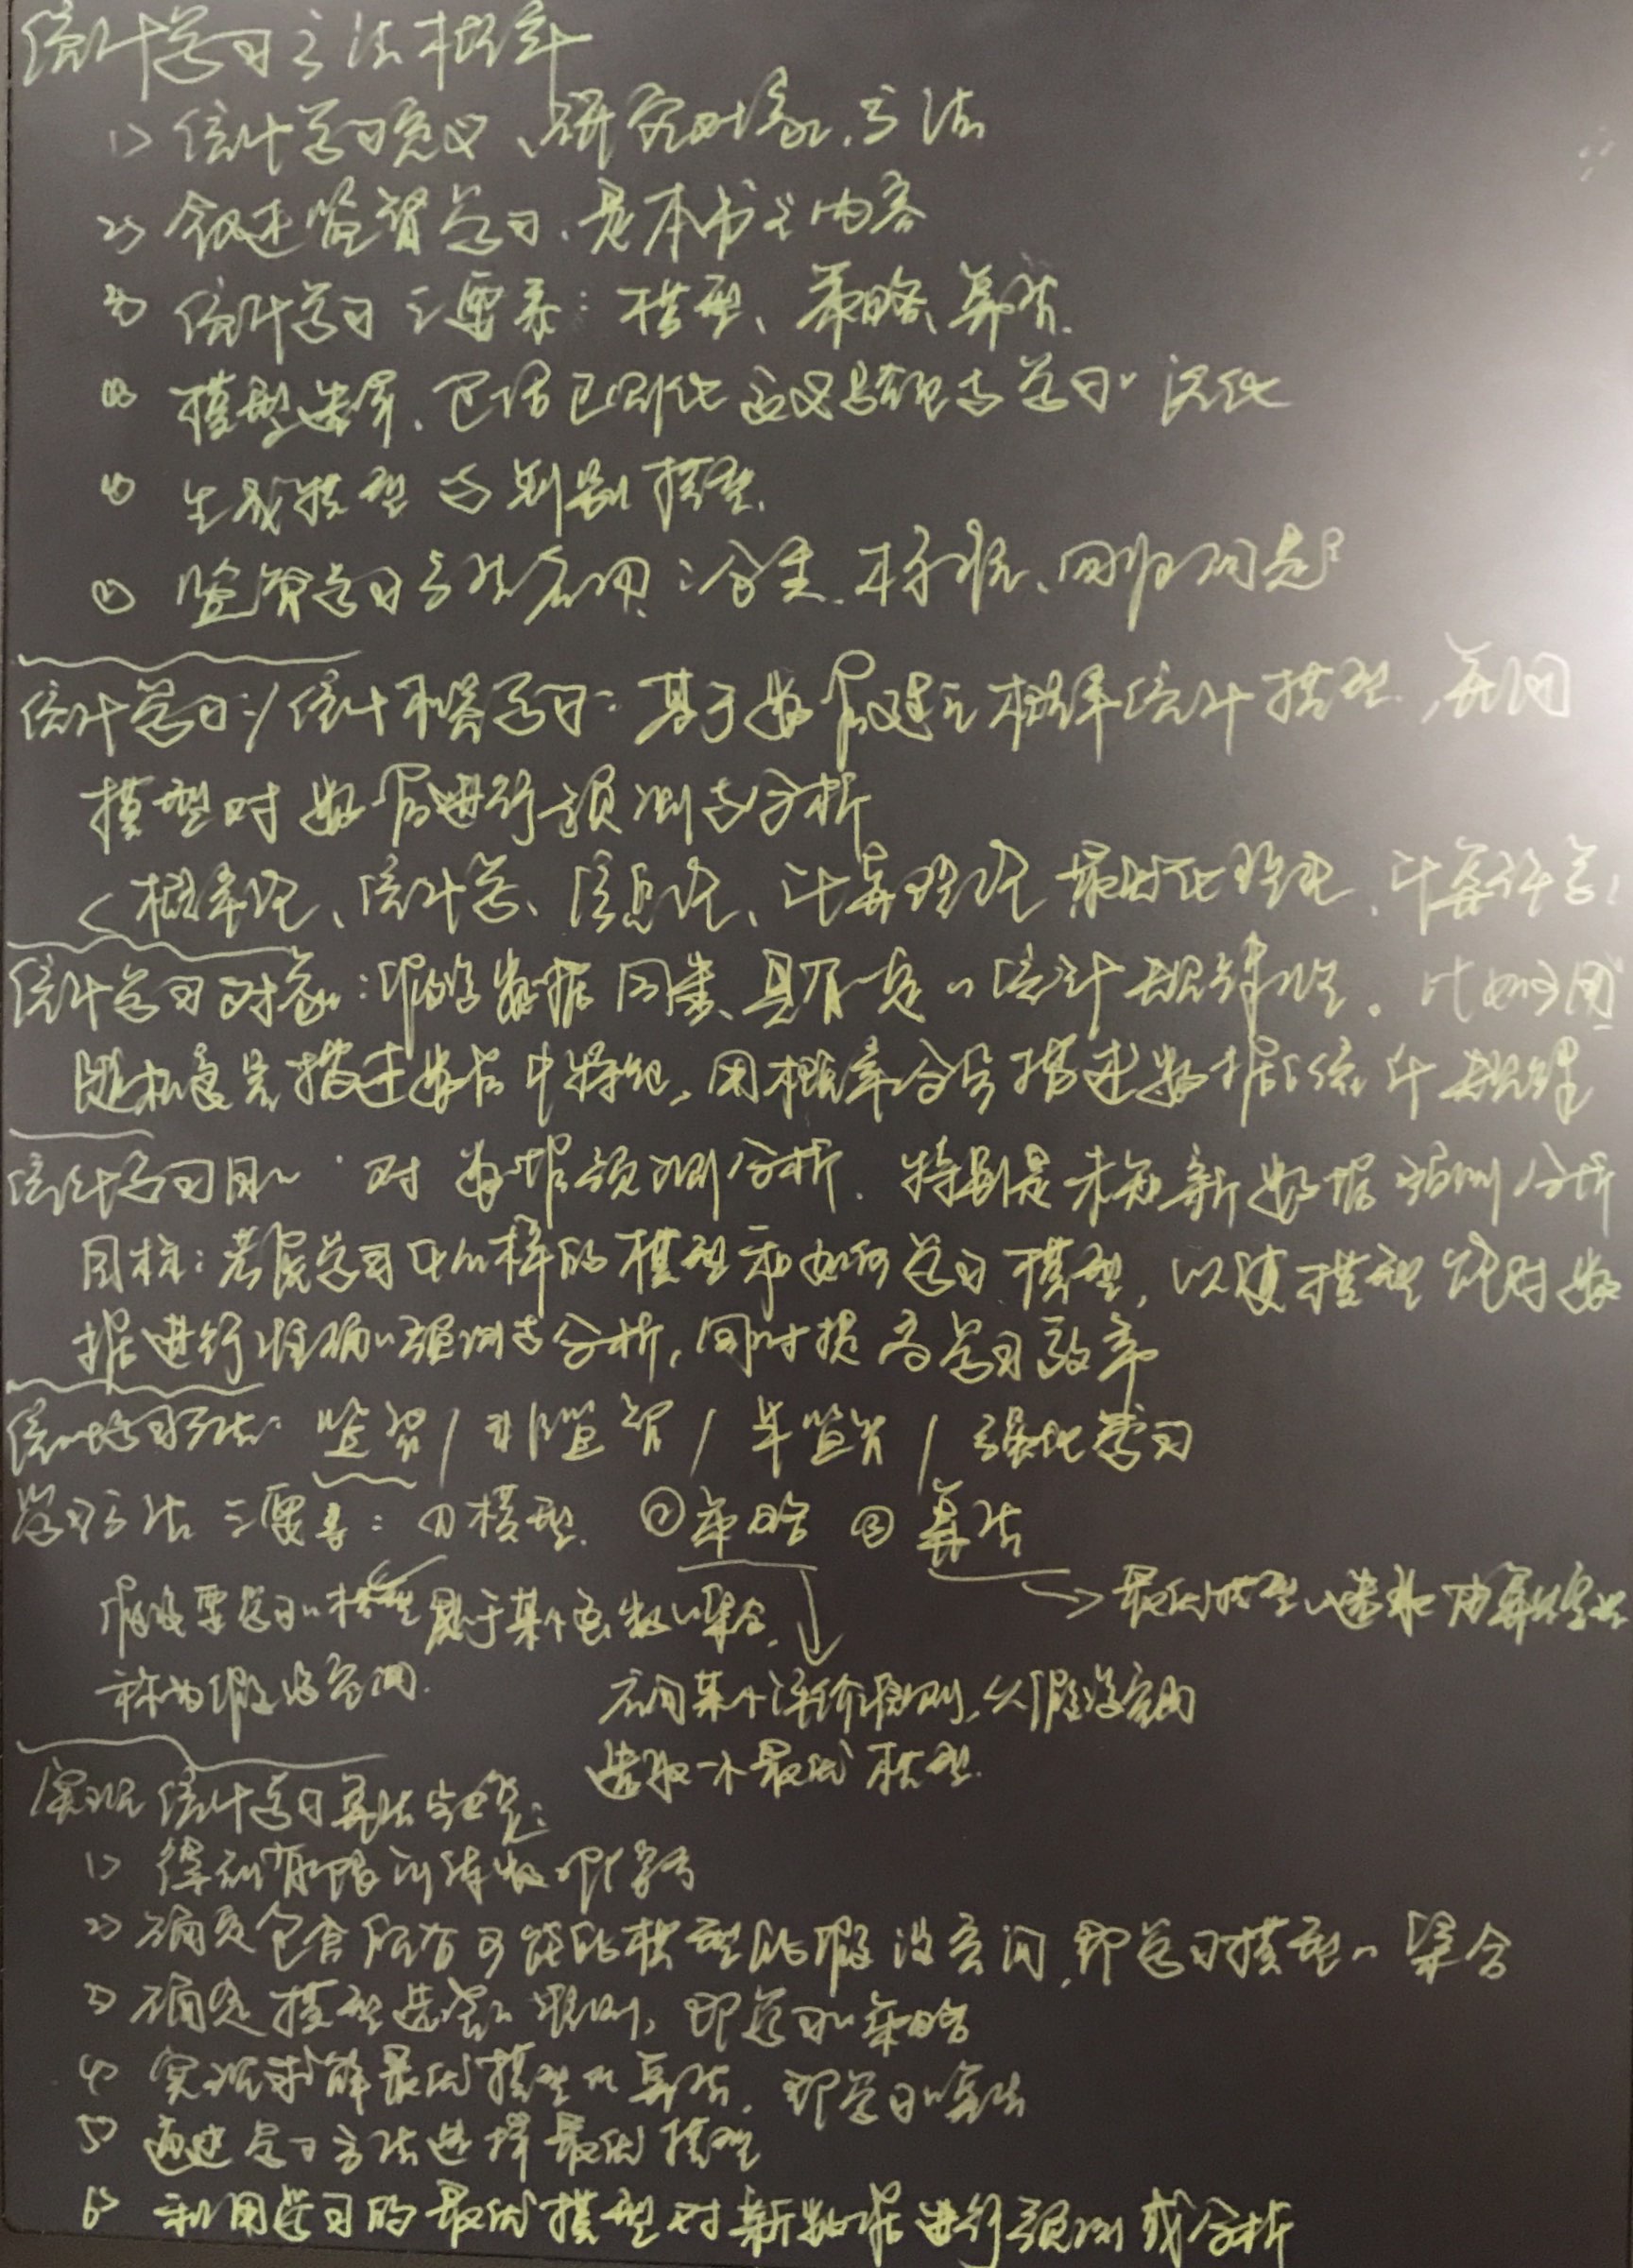 统计学习方法概率
1> 统计学习定义、研究对象、方法
2> 叙述监督学习、是本书内容
3> 统计学习三要素：模型、策略、算法.
模型选择、包括正则化 与学习 泛化
生成模型与判别模型.
监督学习方法应用：分类、标注、回归问题
统计学习：/统计机器学习：基于数据建立概率统计模型，并用
模型对数据进行预测与分析
<概率论、统计学、信息论、计算理论 最优化理论、计算科学
统计学习对象：即的数据同类、具有一定的统计规律性。比如用
随机变量描述数据中特征，用概率分布描述数据统计规律
统计学习目的 对数据预测分析. 特别是未知新数据预测分析
目标：考虑学习什么样的模型和如何学习模型，以使模型能对数
据进行准确的预测与分析，同时提高学习效率
统计学习方法: 监督/非监督/半监督/强化学习
学习方法三要素：①模型. ②策略 ③算法
假设要学习的模型属于某个函数的集合,
称为假设空间.
→最优模型的选取由算法实现
应用某个评价准则，从假设空间
选取一个最优模型.
实现统计学习算法步骤：
1> 得到有限训练数据集合
2> 确定包含所有可能的模型的假设空间，即学习模型的集合
3> 确定模型选择的准则，即学习的策略
4> 实现求解最优模型的算法，即学习的算法
5> 通过学习方法选择最优模型
6> 利用学习的最优模型对新数据进行预测或分析